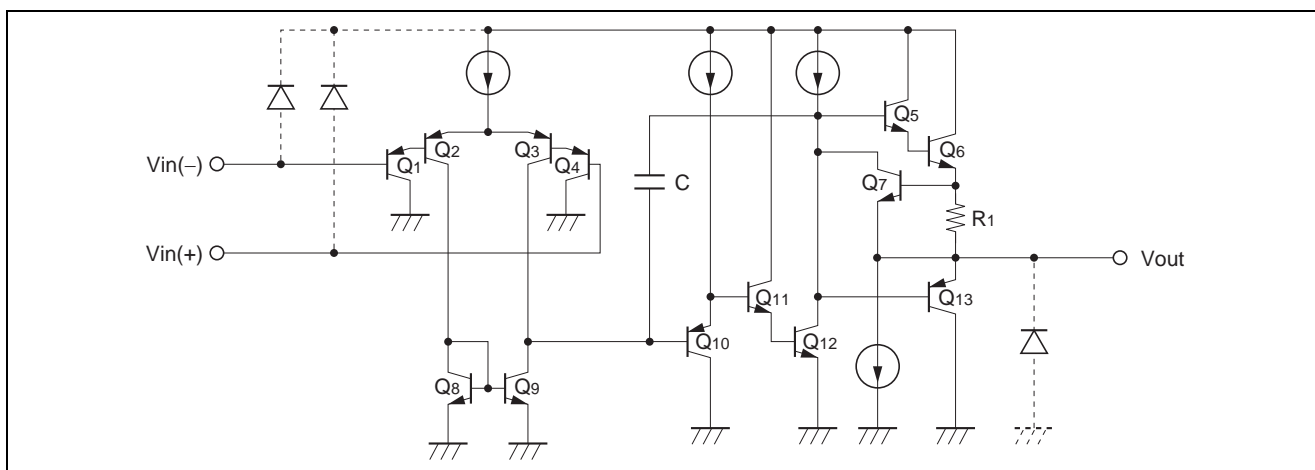 Q5
Q6
Vin(−)
Q1
Q2
Q3
Q4
C
Q7
R1
Vin(+)
Vout
Q11
Q13
Q10
Q12
Q8
Q9